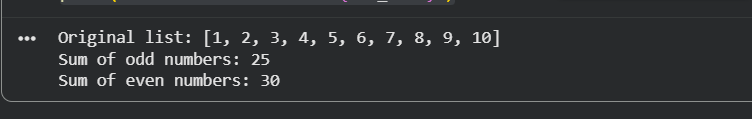 Original list: [1, 2, 3, 4, 5, 6, 7, 8, 9, 10]
Sum of odd numbers: 25
Sum of even numbers: 30